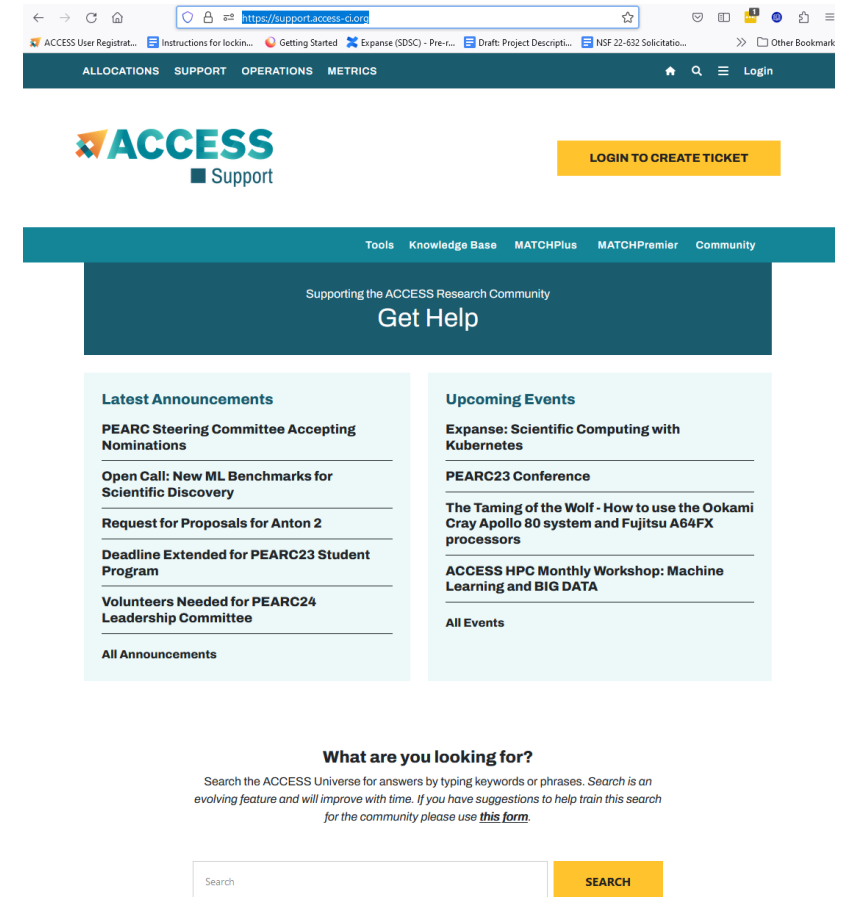 https://support.access-ci.org
ACCESS User Registrat...
Instructions for lockin...
Getting Started
Expanse (SDSC) - Pre-r...
Draft: Project Descripti...
NSF 22-632 Solicitatio...
Other Bookmark
1
ALLOCATIONS SUPPORT OPERATIONS METRICS
Login
ACCESS
Support
LOGIN TO CREATE TICKET
Tools Knowledge Base MATCHPlus MATCHPremier Community
Supporting the ACCESS Research Community
Get Help
Latest Announcements
PEARC Steering Committee Accepting
Nominations
Open Call: New ML Benchmarks for
Scientific Discovery
Request for Proposals for Anton 2
Deadline Extended for PEARC23 Student
Program
Volunteers Needed for PEARC24
Leadership Committee
All Announcements
Upcoming Events
Expanse: Scientific Computing with
Kubernetes
PEARC23 Conference
The Taming of the Wolf - How to use the Ookami
Cray Apollo 80 system and Fujitsu A64FX
processors
ACCESS HPC Monthly Workshop: Machine
Learning and BIG DATA
All Events
What are you looking for?
Search the ACCESS Universe for answers by typing keywords or phrases. Search is an
evolving feature and will improve with time. If you have suggestions to help train this search
for the community please use this form.
Search
SEARCH